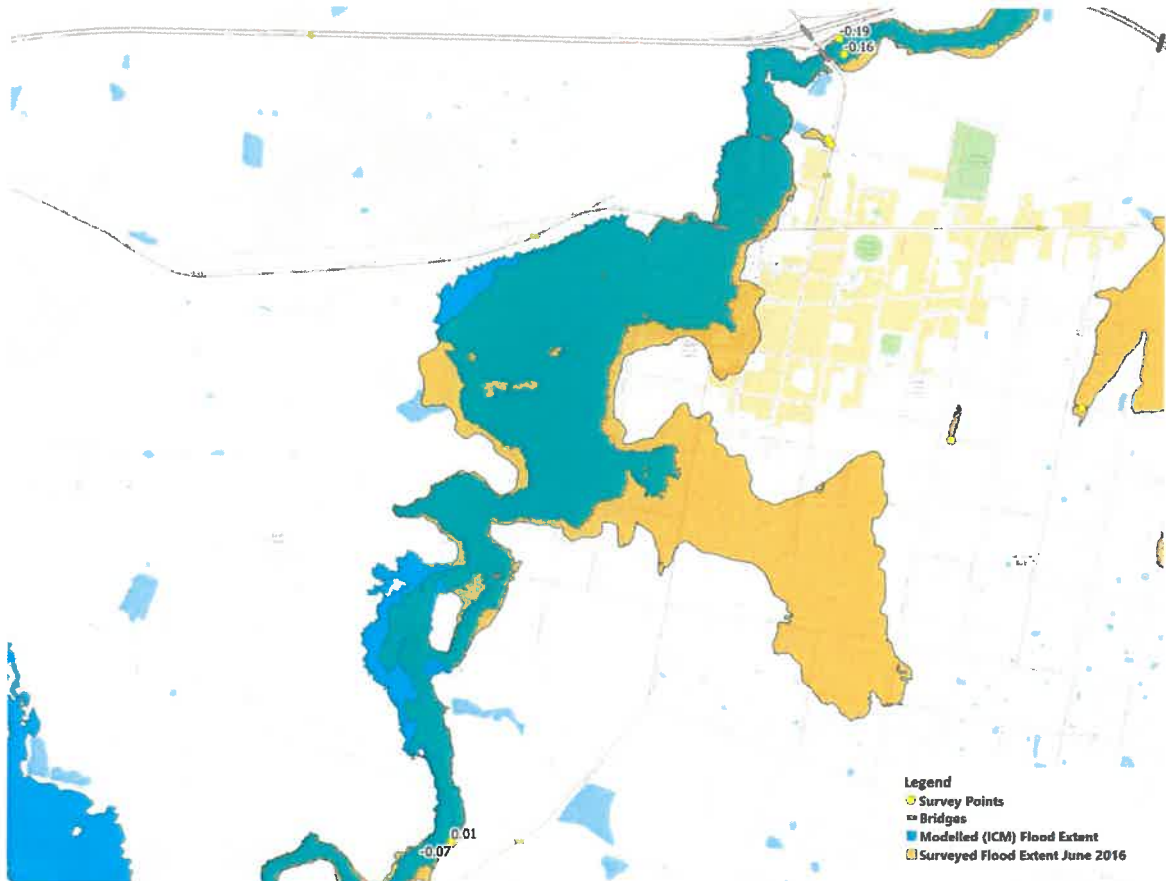 -0.19
-0.16
0.01
-0.07
Legend
Survey Points
Bridges
Modelled (ICM) Flood Extent
Surveyed Flood Extent June 2016